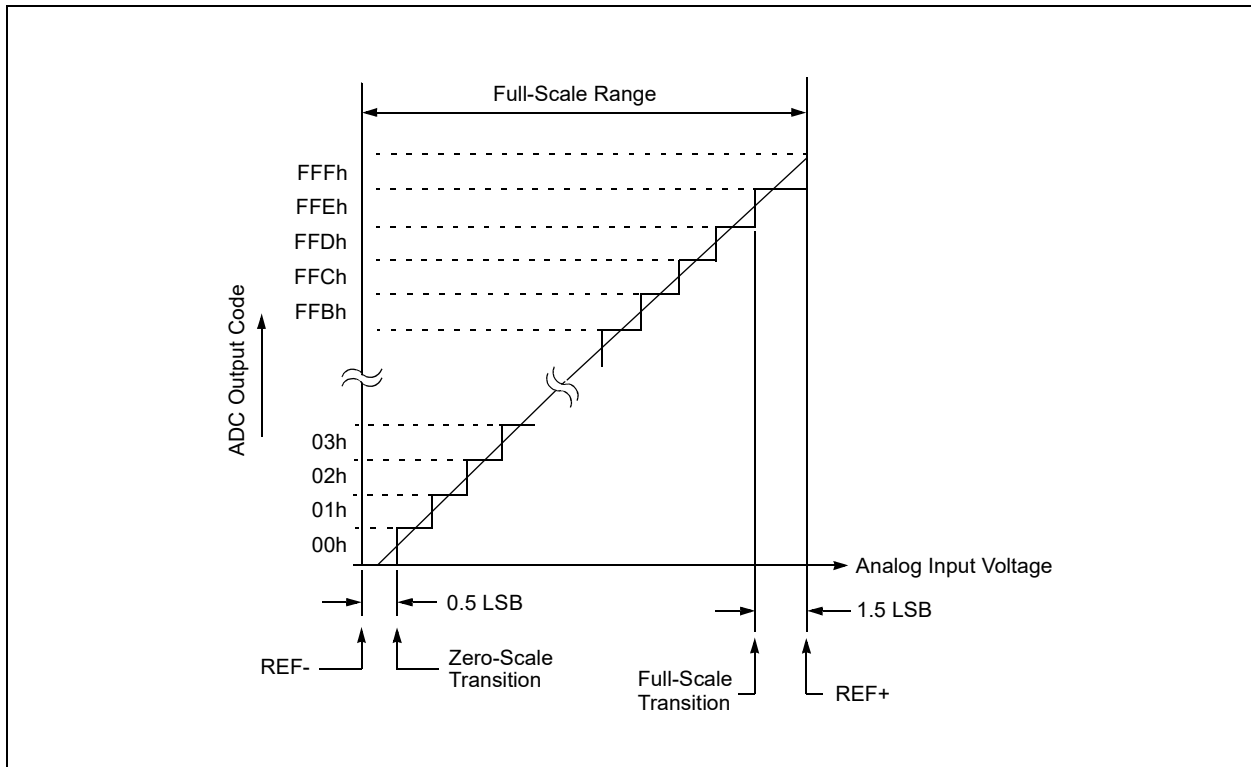 Full-Scale Range
FFFh
FFEh
FFDh
FFCh
FFBh
ADC Output Code
03h
02h
01h
00h
Analog Input Voltage
0.5 LSB
1.5 LSB
REF-
Zero-Scale
Transition
Full-Scale
Transition
REF+